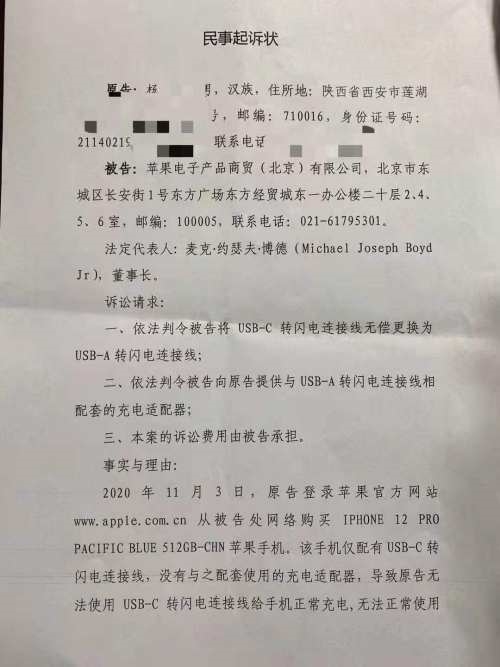 民事起诉状
原告：杨 男，汉族，住所地：陕西省西安市莲湖
，邮编：710016，身份证号码：
21140219 联系电话
被告：苹果电子产品商贸（北京）有限公司，北京市东
城区长安街1号东方广场东方经贸城东一办公楼二十层2、4、
5、6室，邮编：100005，联系电话：021-61795301。
法定代表人：麦克·约瑟夫·博德（Michael Joseph Boyd
Jr），董事长。
诉讼请求：
一、依法判令被告将 USB-C 转闪电连接线无偿更换为
USB-A 转闪电连接线；
二、依法判令被告向原告提供与 USB-A 转闪电连接线相
配套的充电适配器；
三、本案的诉讼费用由被告承担。
事实与理由：
2020 年 11 月 3 日，原告登录苹果官方网站
www.apple.com.cn 从被告处网络购买 IPHONE 12 PRO
PACIFIC BLUE 512GB-CHN 苹果手机。该手机仅配有 USB-C 转
闪电连接线，没有与之配套使用的充电适配器，导致原告无
法使用 USB-C 转闪电连接线给手机正常充电,无法正常使用